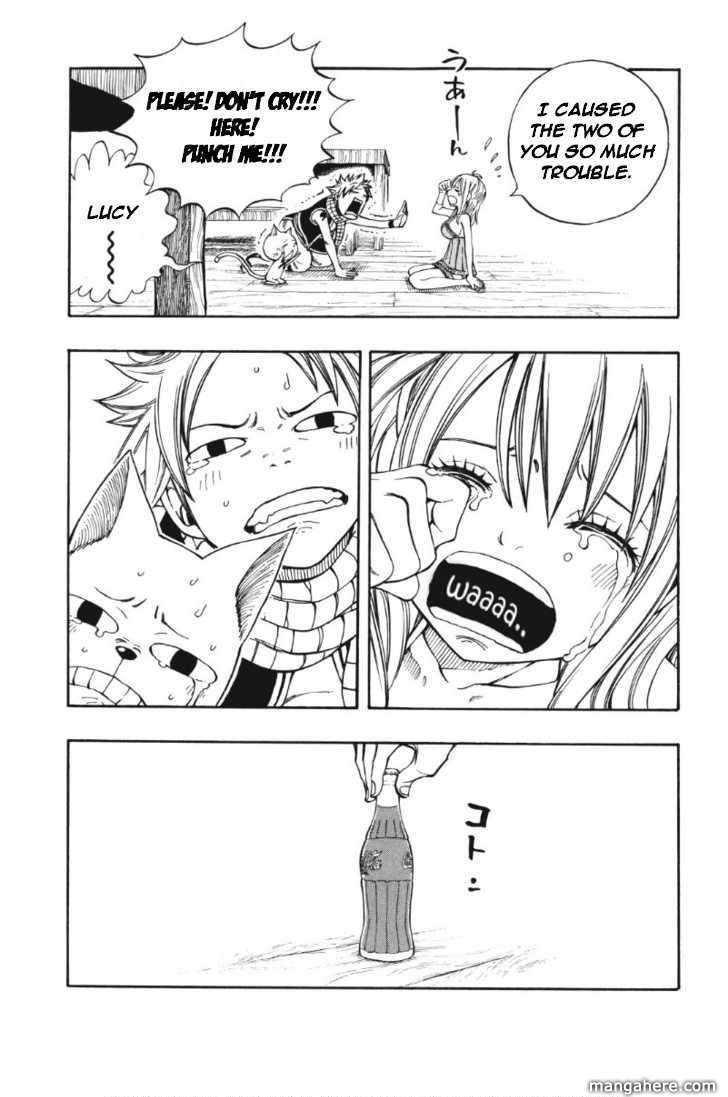 I CAUSED
THE TWO OF
YOU SO MUCH
TROUBLE.
うあーん
PLEASE! DON'T CRY!!!
HERE!
PUNCH ME!!!
LUCY
waaaa..
コトン
mangahere.com